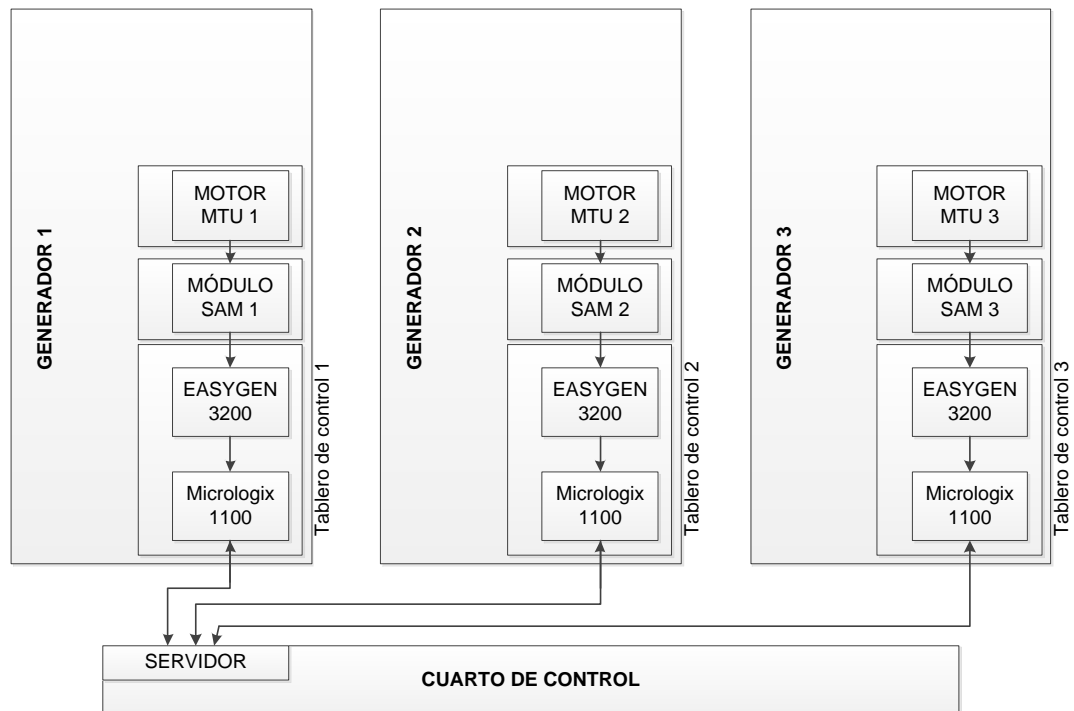 GENERADOR 1
MOTOR
MTU 1
MÓDULO
SAM 1
EASYGEN
3200
Micrologix
1100
Tablero de control 1
GENERADOR 2
MOTOR
MTU 2
MÓDULO
SAM 2
EASYGEN
3200
Micrologix
1100
Tablero de control 2
GENERADOR 3
MOTOR
MTU 3
MÓDULO
SAM 3
EASYGEN
3200
Micrologix
1100
Tablero de control 3
SERVIDOR
CUARTO DE CONTROL